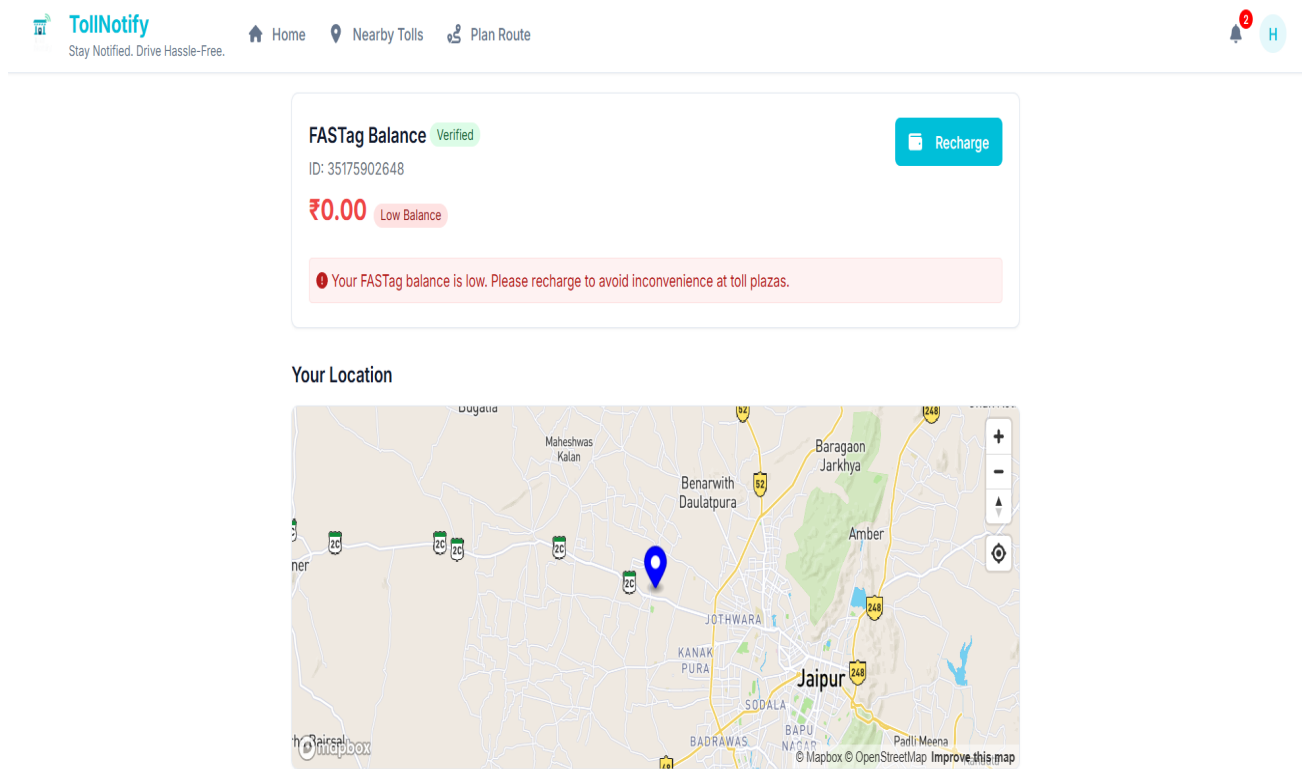 TollNotify
Stay Notified. Drive Hassle-Free.
Home
Nearby Tolls
Plan Route
2
H
FASTag Balance
Verified
ID: 35175902648
Recharge
₹0.00
Low Balance
Your FASTag balance is low. Please recharge to avoid inconvenience at toll plazas.
Your Location
Bugalia
52
248
Maheshwas
Kalan
Baragaon
Jarkhya
Benarwith
Daulatpura
52
Amber
2C
2C
2C
2C
2C
ner
248
JOTHWARA
KANAK
PURA
Jaipur
248
SODALA
BAPU
NAGAR
BADRAWAS
Padli Meena
48
mapbox
© Mapbox © OpenStreetMap Improve this map